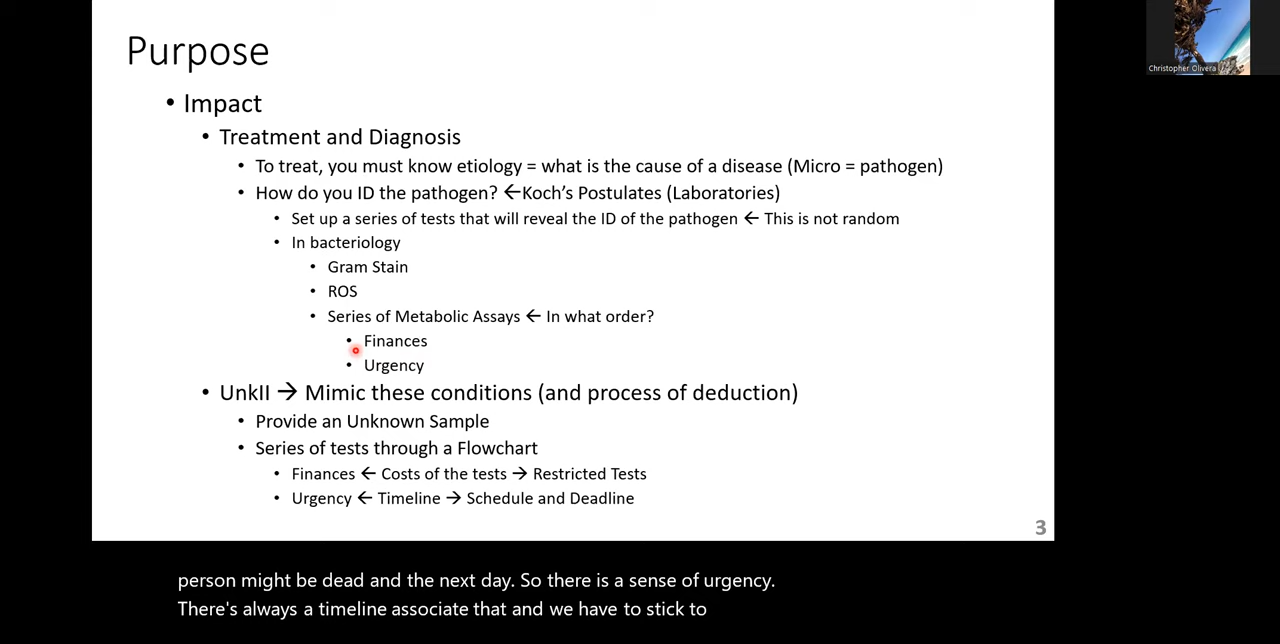 Purpose
• Impact
• Treatment and Diagnosis
• To treat, you must know etiology = what is the cause of a disease (Micro = pathogen)
• How do you ID the pathogen? ←Koch's Postulates (Laboratories)
• Set up a series of tests that will reveal the ID of the pathogen ← This is not random
• In bacteriology
• Gram Stain
• ROS
• Series of Metabolic Assays ← In what order?
• Finances
• Urgency
• UnkII → Mimic these conditions (and process of deduction)
• Provide an Unknown Sample
• Series of tests through a Flowchart
• Finances ← Costs of the tests → Restricted Tests
• Urgency ← Timeline → Schedule and Deadline
3
Christopher Olivera
person might be dead and the next day. So there is a sense of urgency.
There's always a timeline associate that and we have to stick to